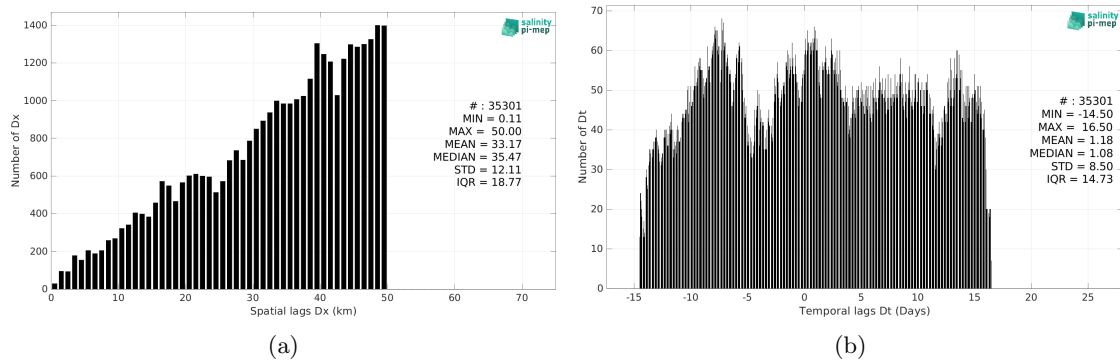 1400
1200
1000
800
600
400
200
0
Number of Dx
0 10 20 30 40 50 60 70
Spatial lags Dx (km)
salinity
pi-mep
# : 35301
MIN = 0.11
MAX = 50.00
MEAN = 33.17
MEDIAN = 35.47
STD = 12.11
IQR = 18.77
(a)
70
60
50
40
30
20
10
0
Number of Dt
-15 -10 -5 0 5 10 15 20 25
Temporal lags Dt (Days)
salinity
pi-mep
# : 35301
MIN = -14.50
MAX = 16.50
MEAN = 1.18
MEDIAN = 1.08
STD = 8.50
IQR = 14.73
(b)